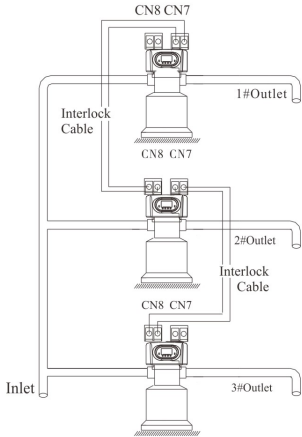 CN8 CN7
1#Outlet
Interlock
Cable
CN8 CN7
2#Outlet
Interlock
Cable
CN8 CN7
Inlet
3#Outlet